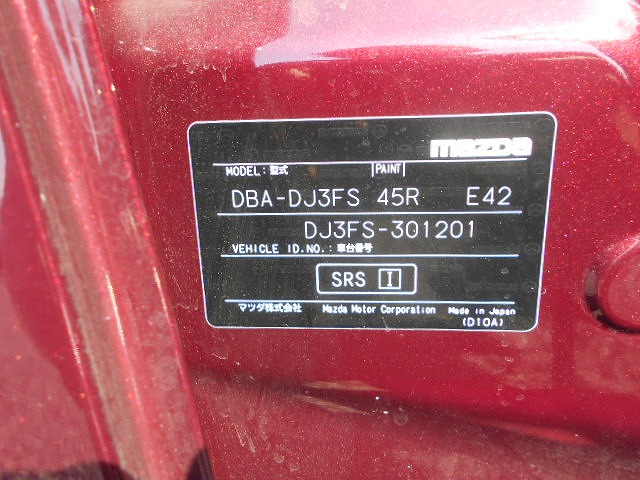 mazda
MODEL:型式 PAINT
DBA-DJ3FS 45R E42
DJ3FS-301201
VEHICLE ID.NO.:車台番号
SRS I
マツダ株式会社 Mazda Motor Corporation Made in Japan
(D10A)